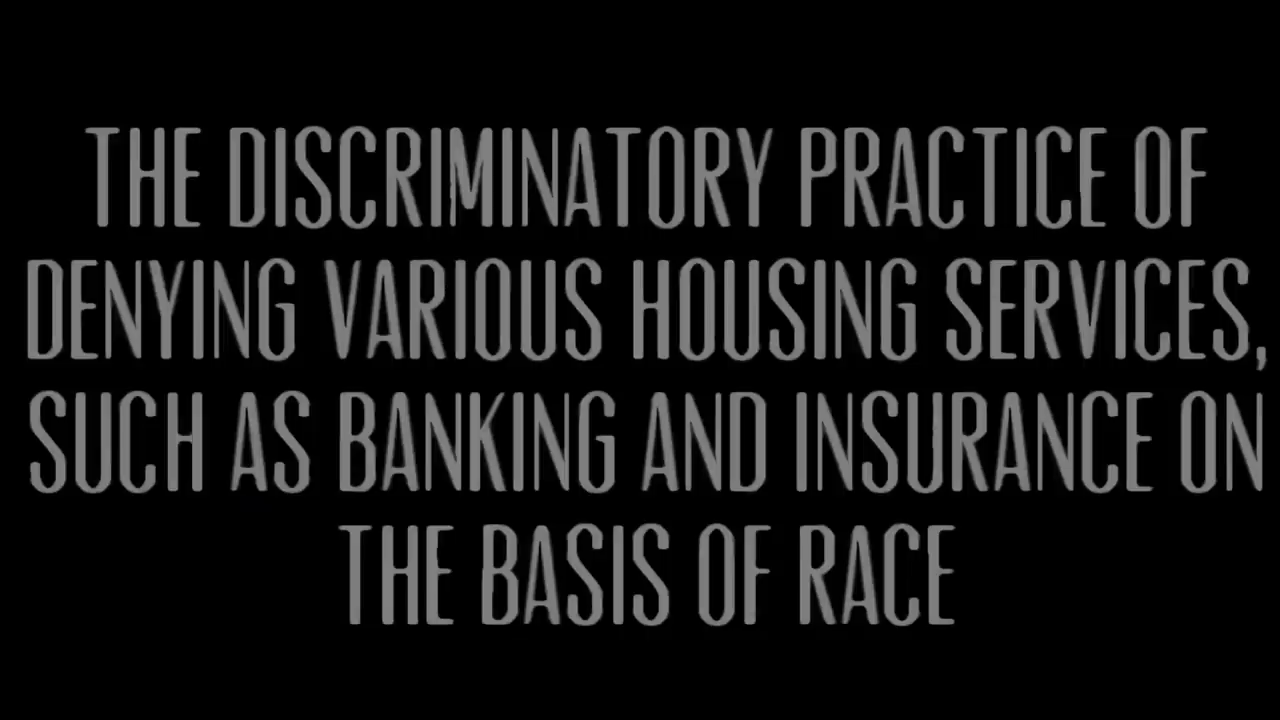 THE DISCRIMINATORY PRACTICE OF
DENYING VARIOUS HOUSING SERVICES,
SUCH AS BANKING AND INSURANCE ON
THE BASIS OF RACE